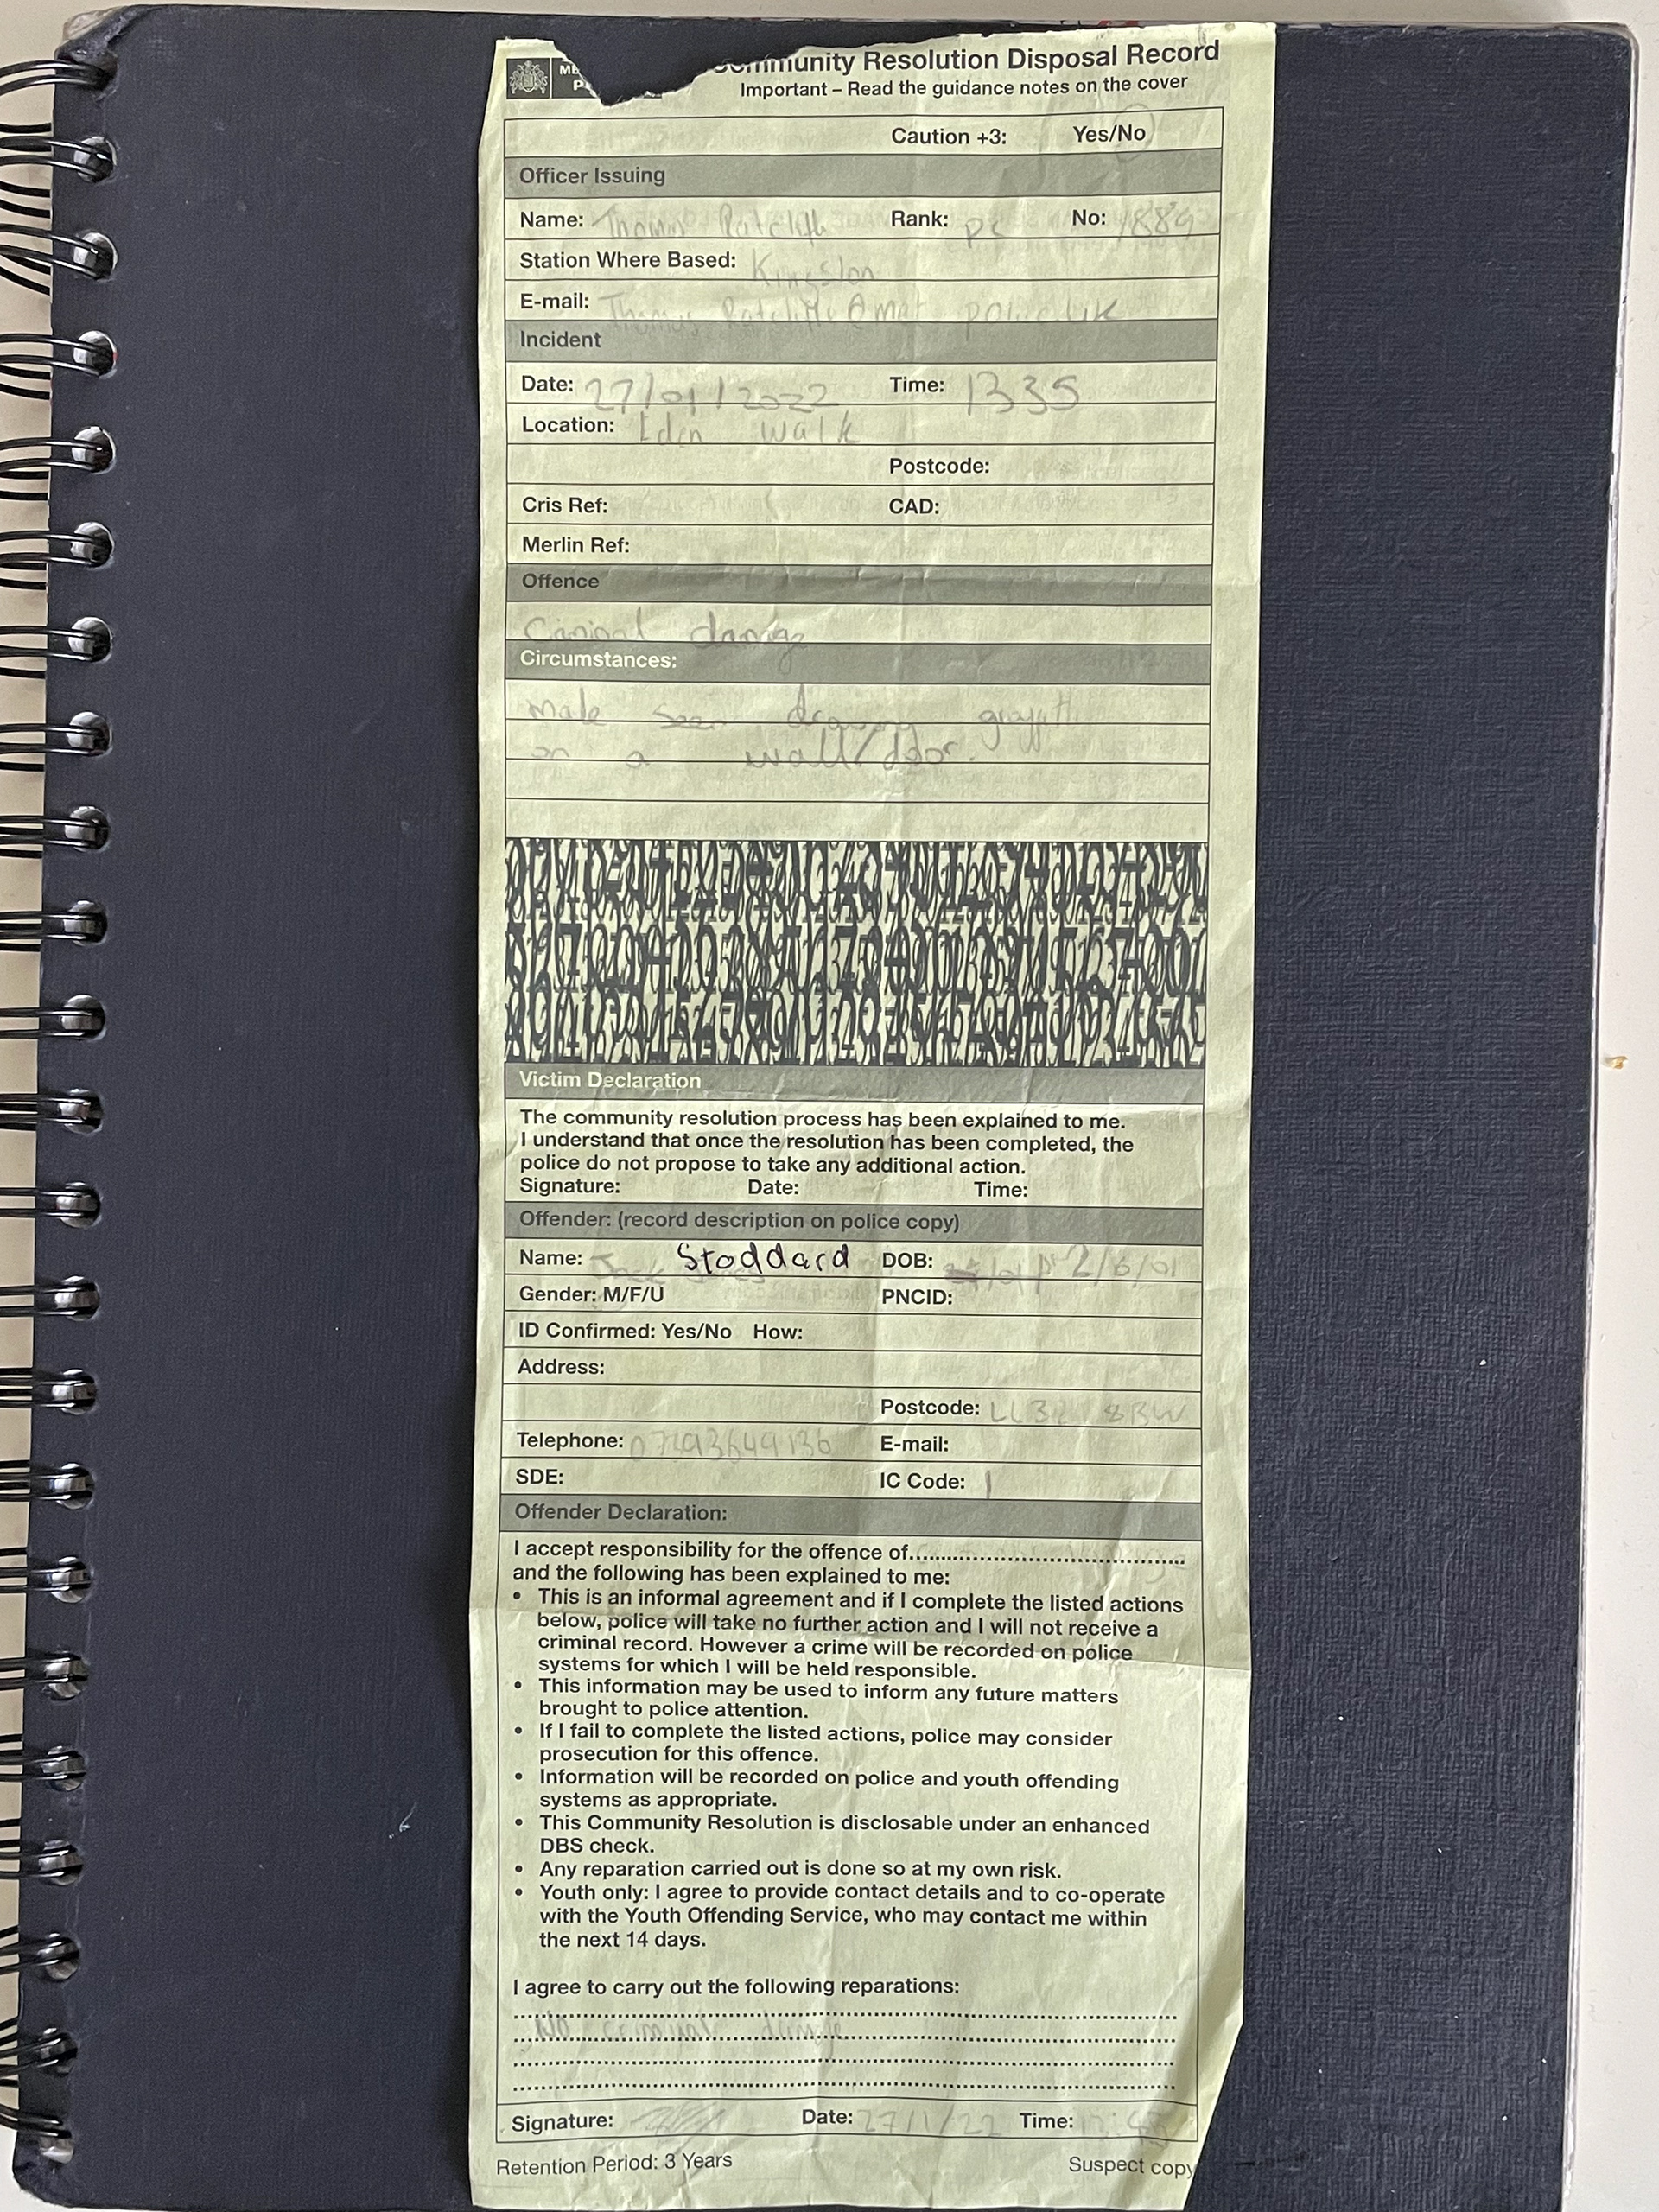 Community Resolution Disposal Record
Important – Read the guidance notes on the cover
Caution +3: Yes/No
Officer Issuing
Name: Thomas Ratcliffe Rank: PC No: 1889
Station Where Based: Kingston
E-mail: Thomas Ratcliffe@met police uk
Incident
Date: 27/01/2022 Time: 1335
Location: Eden walk
Postcode:
Cris Ref: CAD:
Merlin Ref:
Offence
Criminal damage
Circumstances:
male seen drawing graffiti
on a wall/door.
Victim Declaration
The community resolution process has been explained to me.
I understand that once the resolution has been completed, the
police do not propose to take any additional action.
Signature: Date: Time:
Offender: (record description on police copy)
Name: Stoddard DOB: 2/6/01
Gender: M/F/U PNCID:
ID Confirmed: Yes/No How:
Address:
Postcode: LL32 8BW
Telephone: E-mail:
SDE: IC Code: 1
Offender Declaration:
I accept responsibility for the offence of
and the following has been explained to me:
• This is an informal agreement and if I complete the listed actions
below, police will take no further action and I will not receive a
criminal record. However a crime will be recorded on police
systems for which I will be held responsible.
• This information may be used to inform any future matters
brought to police attention.
• If I fail to complete the listed actions, police may consider
prosecution for this offence.
• Information will be recorded on police and youth offending
systems as appropriate.
• This Community Resolution is disclosable under an enhanced
DBS check.
• Any reparation carried out is done so at my own risk.
• Youth only: I agree to provide contact details and to co-operate
with the Youth Offending Service, who may contact me within
the next 14 days.
I agree to carry out the following reparations:
No criminal
Signature: Date: 27/1/22 Time:
Retention Period: 3 Years Suspect copy